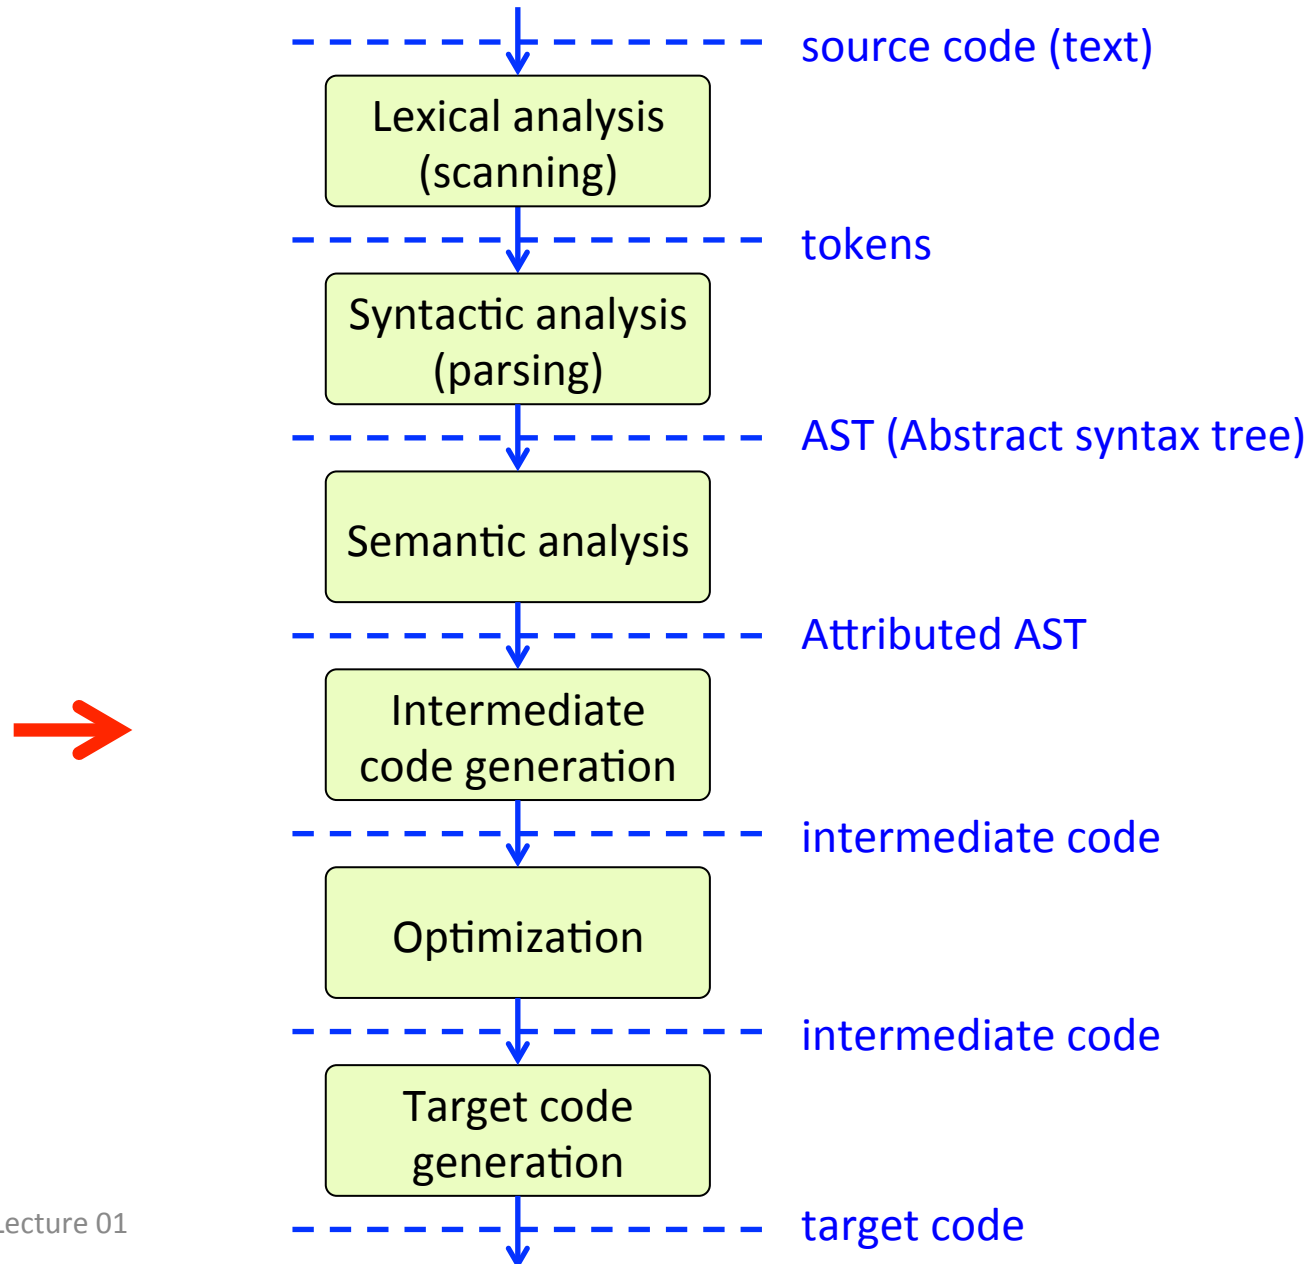 source code (text)
Lexical analysis
(scanning)
tokens
Syntactic analysis
(parsing)
AST (Abstract syntax tree)
Semantic analysis
Attributed AST
Intermediate
code generation
intermediate code
Optimization
intermediate code
Target code
generation
Lecture 01
target code